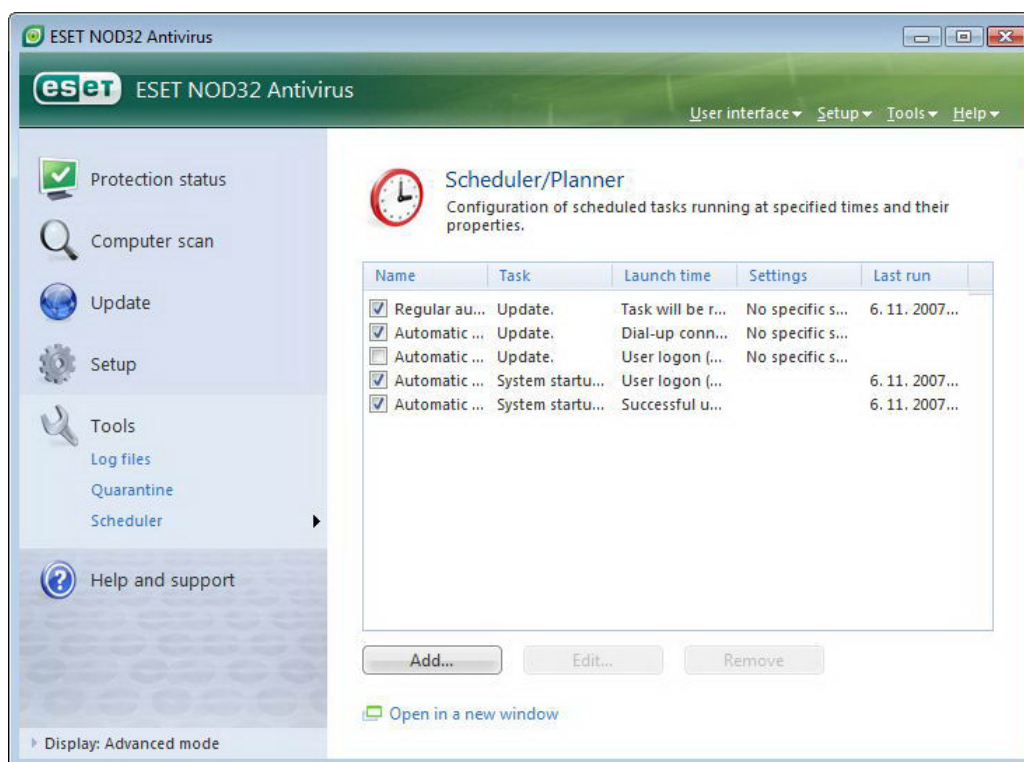 ESET NOD32 Antivirus
eset ESET NOD32 Antivirus
User interface Setup Tools Help
Protection status
Computer scan
Update
Setup
Tools
Log files
Quarantine
Scheduler
Help and support
Display: Advanced mode
Scheduler/Planner
Configuration of scheduled tasks running at specified times and their
properties.
Name Task Launch time Settings Last run
Regular au... Update. Task will be r... No specific s... 6. 11. 2007...
Automatic ... Update. Dial-up conn... No specific s...
Automatic ... Update. User logon (... No specific s...
Automatic ... System startu... User logon (... 6. 11. 2007...
Automatic ... System startu... Successful u... 6. 11. 2007...
Add... Edit... Remove
Open in a new window